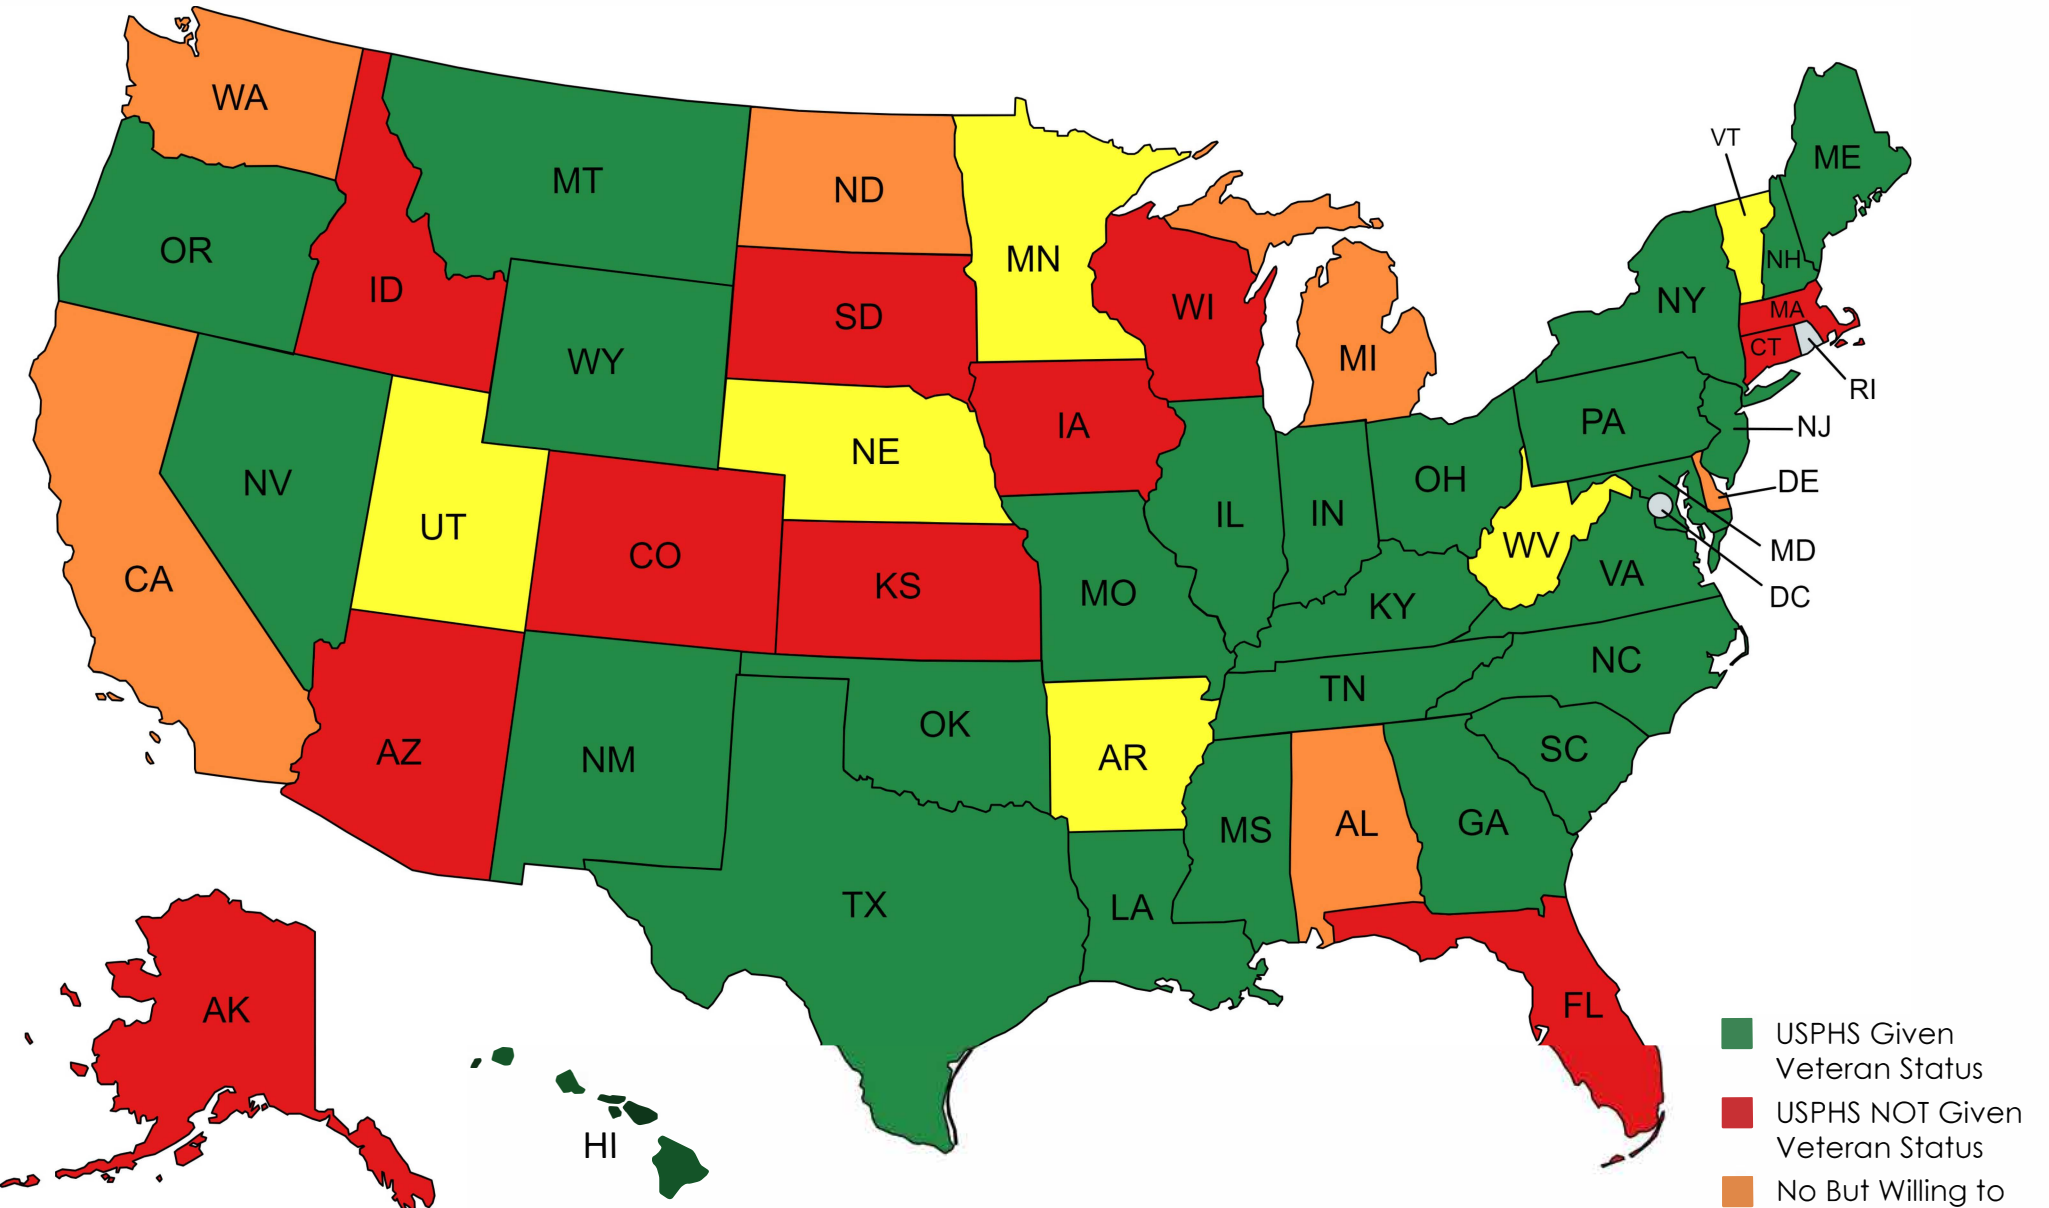 WA
MT
ND
MN
VT
ME
OR
ID
WY
SD
WI
MI
NY
NH
MA
CT
RI
NV
UT
CO
NE
KS
IA
IL
IN
OH
PA
NJ
DE
MD
DC
CA
AZ
NM
OK
MO
AR
KY
WV
VA
TN
NC
SC
TX
LA
MS
AL
GA
FL
AK
HI
USPHS Given
Veteran Status
USPHS NOT Given
Veteran Status
No But Willing to